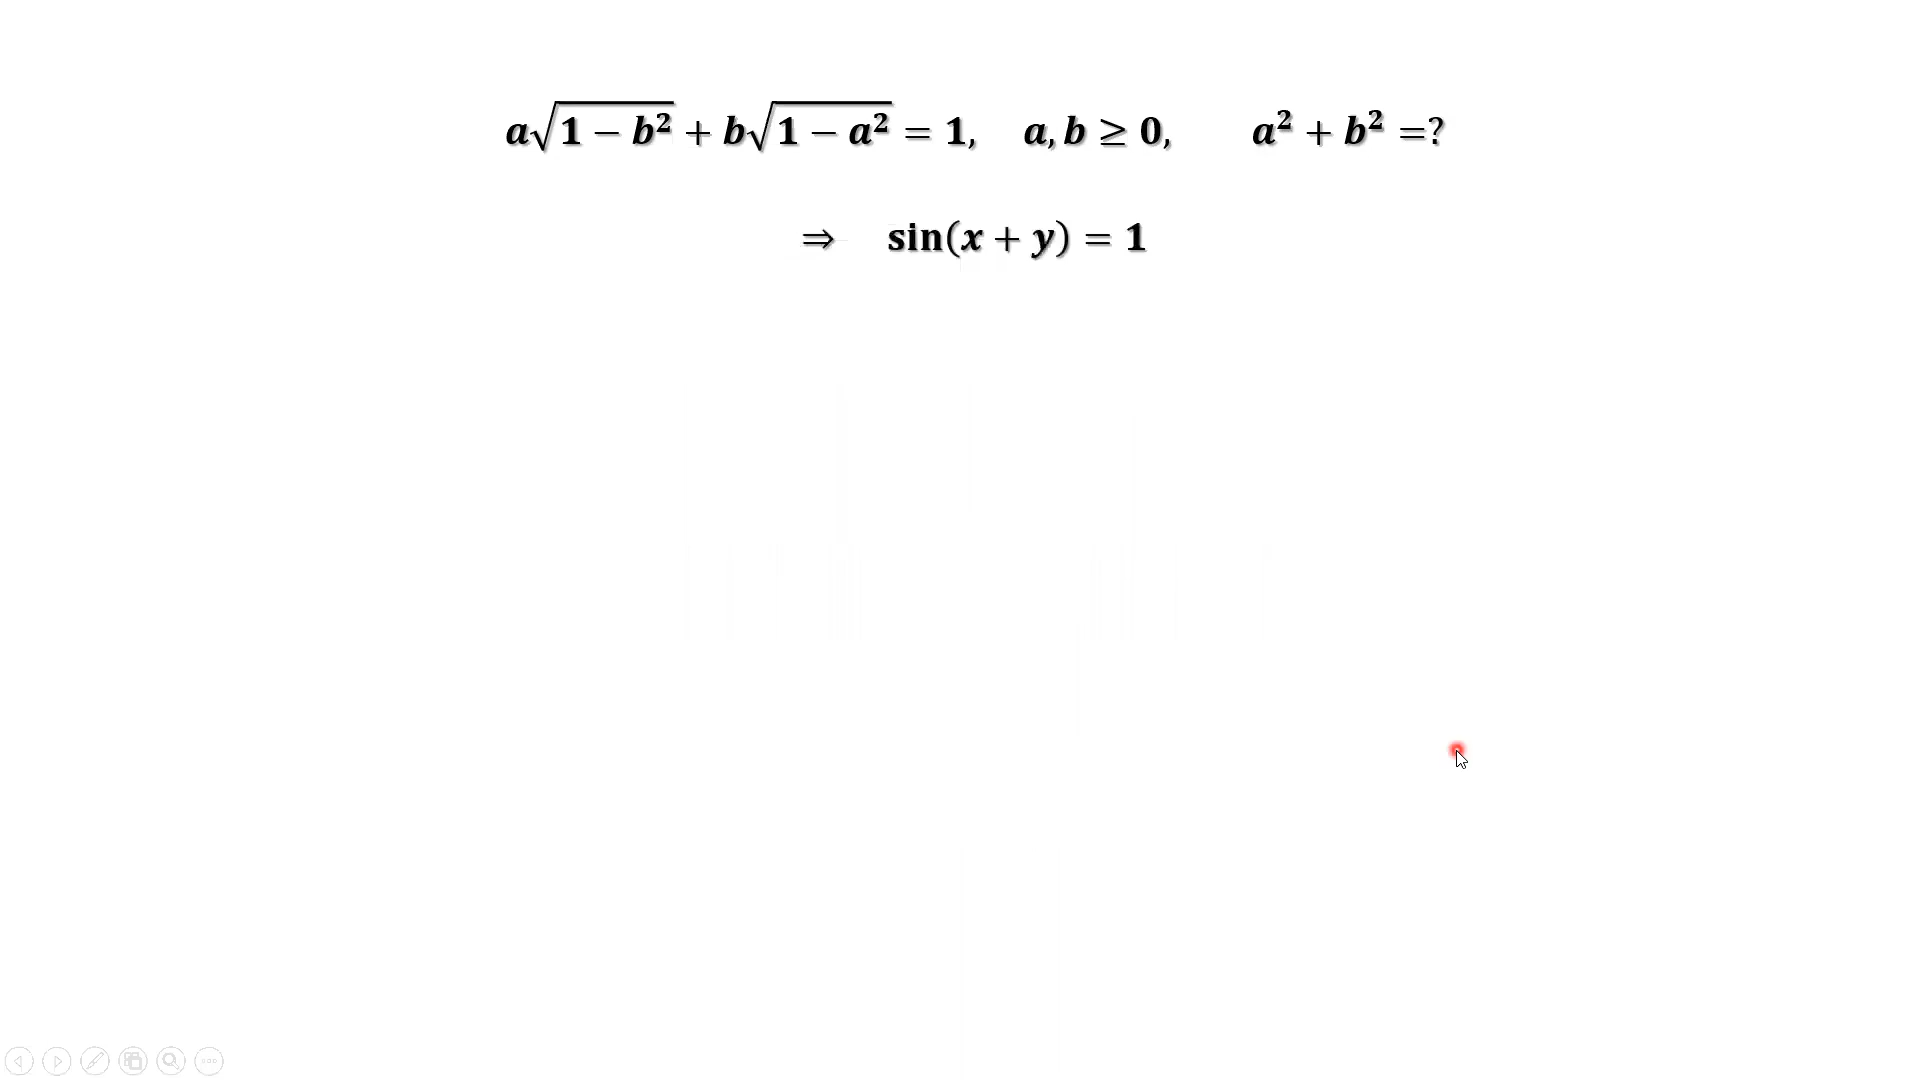 a√(1 − b²) + b√(1 − a²) = 1, a, b ≥ 0, a² + b² =?
⇒ sin(x + y) = 1